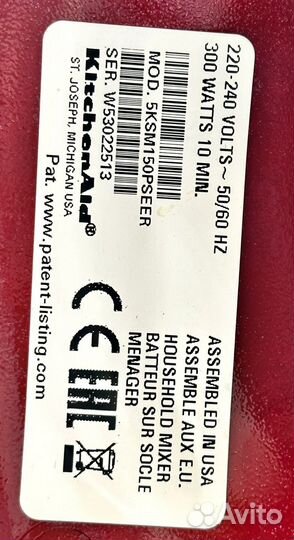 220-240 VOLTS ~ 50/60 HZ
300 WATTS 10 MIN.
MOD. 5KSM150PSEER
SER. W53022513
KitchenAid®
ST. JOSEPH, MICHIGAN USA
Pat. www.patent-listing.com
ASSEMBLED IN USA
ASSEMBLE AUX E.U.
HOUSEHOLD MIXER
BATTEUR SUR SOCLE
MENAGER
CE EAC
Avito